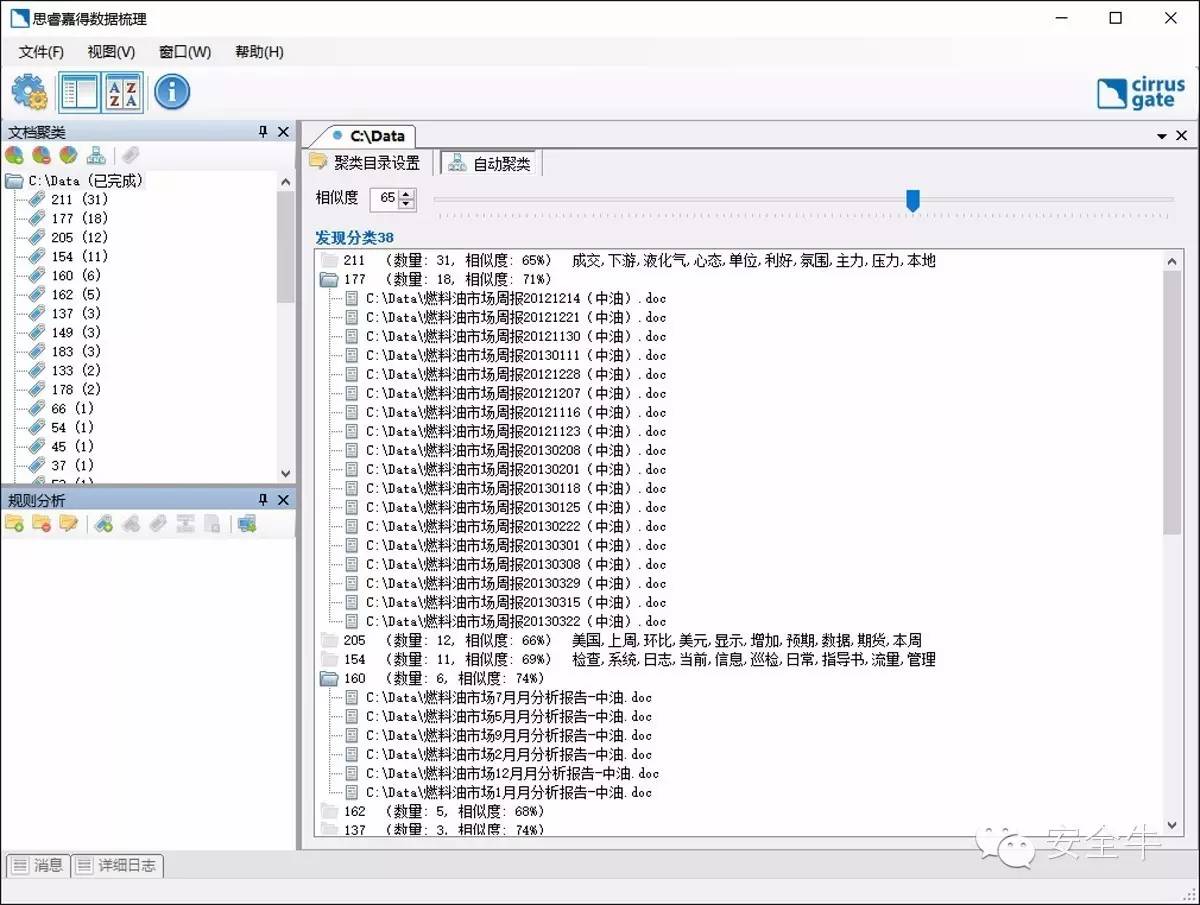 思睿嘉得数据梳理
文件(F) 视图(V) 窗口(W) 帮助(H)
cirrus
gate
文档聚类
C:\Data (已完成)
211 (31)
177 (18)
205 (12)
154 (11)
160 (6)
162 (5)
137 (3)
149 (3)
183 (3)
133 (2)
178 (2)
66 (1)
54 (1)
45 (1)
37 (1)
规则分析
C:\Data
聚类目录设置 自动聚类
相似度 65
发现分类38
211 (数量: 31, 相似度: 65%) 成交,下游,液化气,心态,单位,利好,氛围,主力,压力,本地
177 (数量: 18, 相似度: 71%)
C:\Data\燃料油市场周报20121214(中油).doc
C:\Data\燃料油市场周报20121221(中油).doc
C:\Data\燃料油市场周报20121130(中油).doc
C:\Data\燃料油市场周报20130111(中油).doc
C:\Data\燃料油市场周报20121228(中油).doc
C:\Data\燃料油市场周报20121207(中油).doc
C:\Data\燃料油市场周报20121116(中油).doc
C:\Data\燃料油市场周报20121123(中油).doc
C:\Data\燃料油市场周报20130208(中油).doc
C:\Data\燃料油市场周报20130201(中油).doc
C:\Data\燃料油市场周报20130118(中油).doc
C:\Data\燃料油市场周报20130125(中油).doc
C:\Data\燃料油市场周报20130222(中油).doc
C:\Data\燃料油市场周报20130301(中油).doc
C:\Data\燃料油市场周报20130308(中油).doc
C:\Data\燃料油市场周报20130329(中油).doc
C:\Data\燃料油市场周报20130315(中油).doc
C:\Data\燃料油市场周报20130322(中油).doc
205 (数量: 12, 相似度: 66%) 美国,上周,环比,美元,显示,增加,预期,数据,期货,本周
154 (数量: 11, 相似度: 69%) 检查,系统,日志,当前,信息,巡检,日常,指导书,流量,管理
160 (数量: 6, 相似度: 74%)
C:\Data\燃料油市场7月月分析报告-中油.doc
C:\Data\燃料油市场5月月分析报告-中油.doc
C:\Data\燃料油市场9月月分析报告-中油.doc
C:\Data\燃料油市场2月月分析报告-中油.doc
C:\Data\燃料油市场12月月分析报告-中油.doc
C:\Data\燃料油市场1月月分析报告-中油.doc
162 (数量: 5, 相似度: 68%)
137 (数量: 3, 相似度: 74%)
安全牛
消息 详细日志